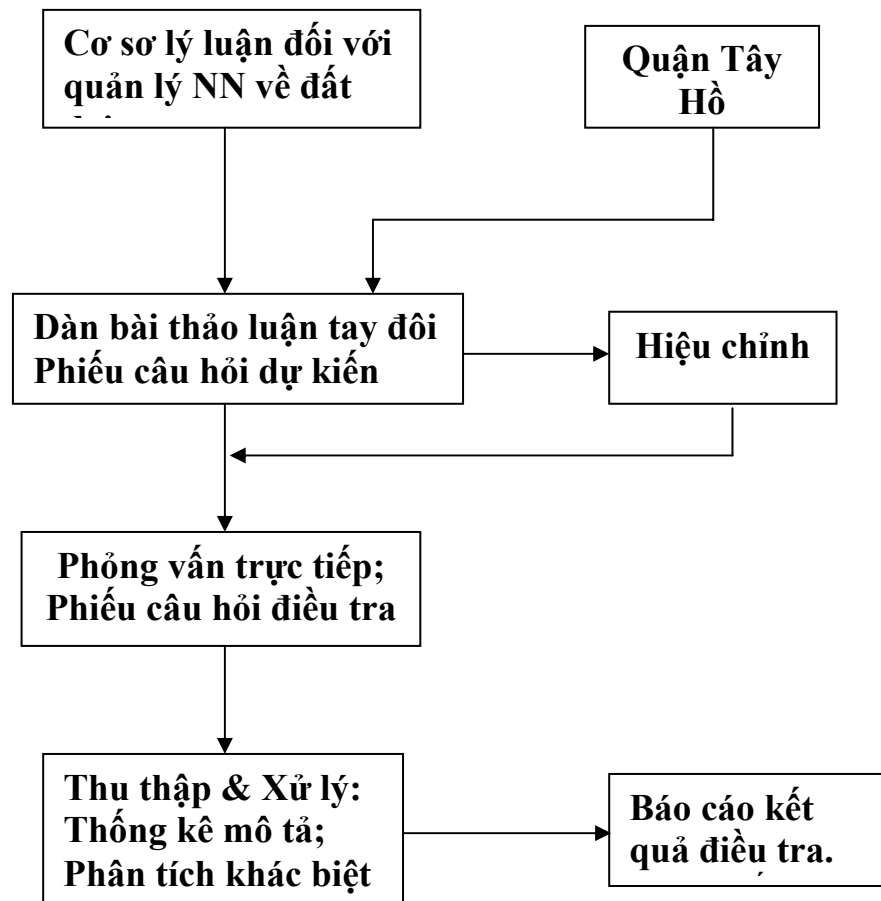 Cơ sơ lý luận đối với
quản lý NN về đất
Quận Tây
Hồ
Dàn bài thảo luận tay đôi
Phiếu câu hỏi dự kiến
Hiệu chỉnh
Phỏng vấn trực tiếp;
Phiếu câu hỏi điều tra
Thu thập & Xử lý:
Thống kê mô tả;
Phân tích khác biệt
Báo cáo kết
quả điều tra.